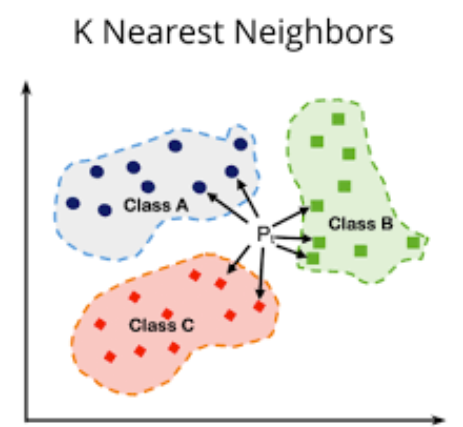 K Nearest Neighbors
Class A
Class B
Pt
Class C